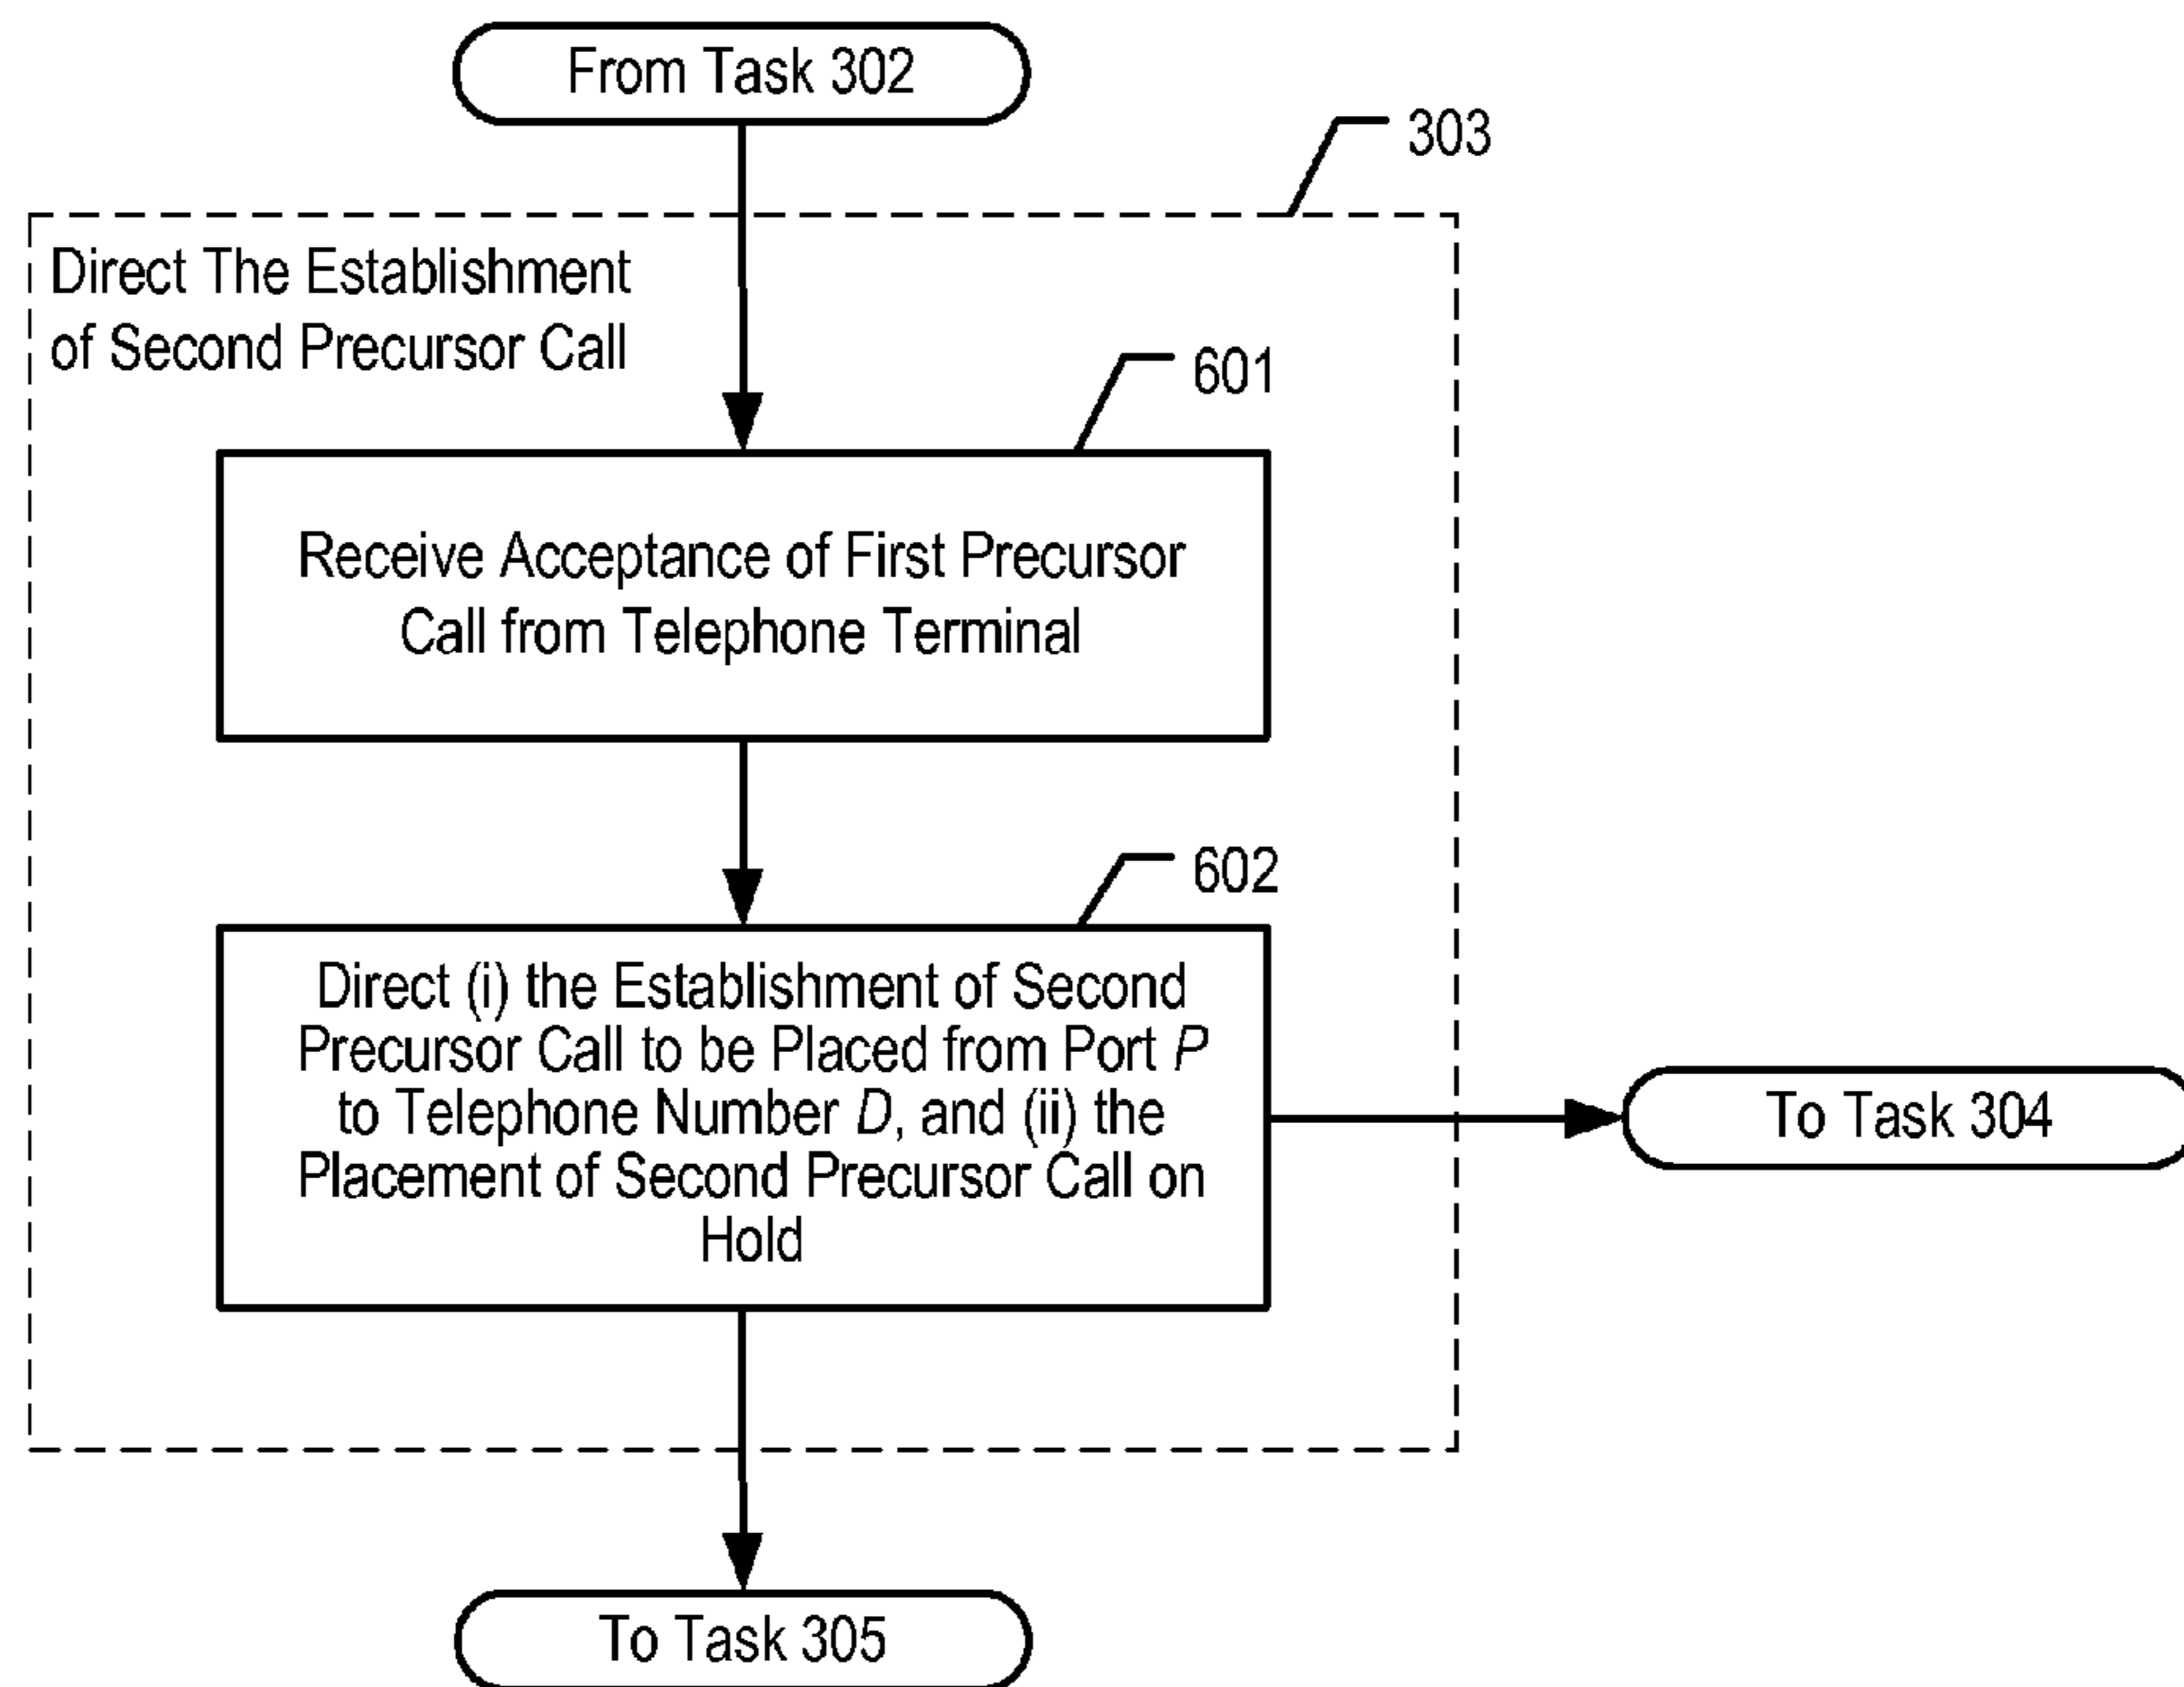 From Task 302
303
Direct The Establishment
of Second Precursor Call
601
Receive Acceptance of First Precursor
Call from Telephone Terminal
602
Direct (i) the Establishment of Second
Precursor Call to be Placed from Port P
to Telephone Number D, and (ii) the
Placement of Second Precursor Call on
Hold
To Task 304
To Task 305